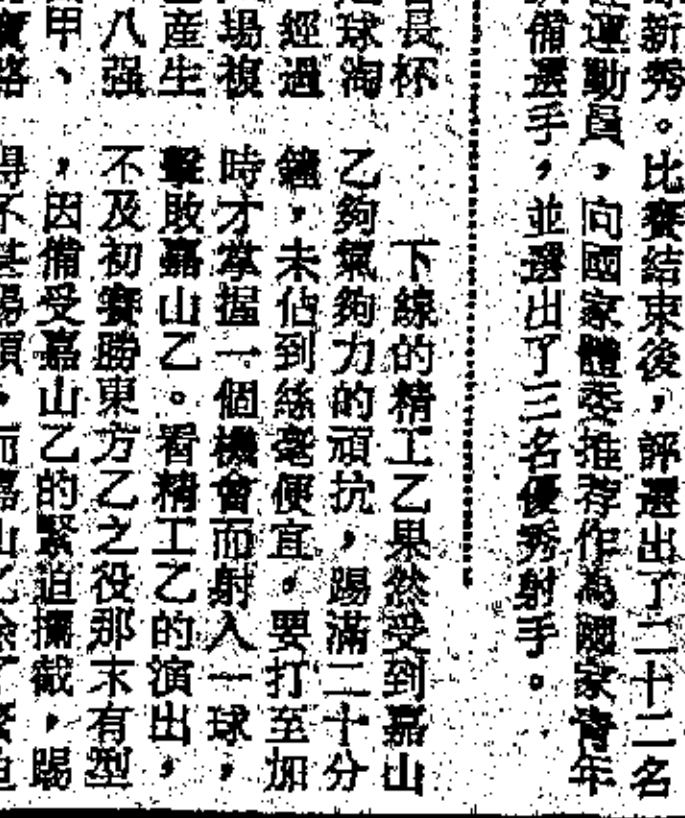 新秀。比賽結束後，評選出了二十二名
運動員，向國家體委推荐作為國家青年
備選手，並選出了三名優秀射手。
長杯
球淘
經過
場複
產生
八强
甲、
下線的精工乙果然受到嘉山
乙夠氣夠力的頑抗，踢滿二十分
鐘，未佔到絲毫便宜。要打至加
時才掌握一個機會而射入一球，
擊敗嘉山乙。看精工乙的演出，
不及初賽勝東方乙之役那末有型
，因備受嘉山乙的緊迫攔截，踢